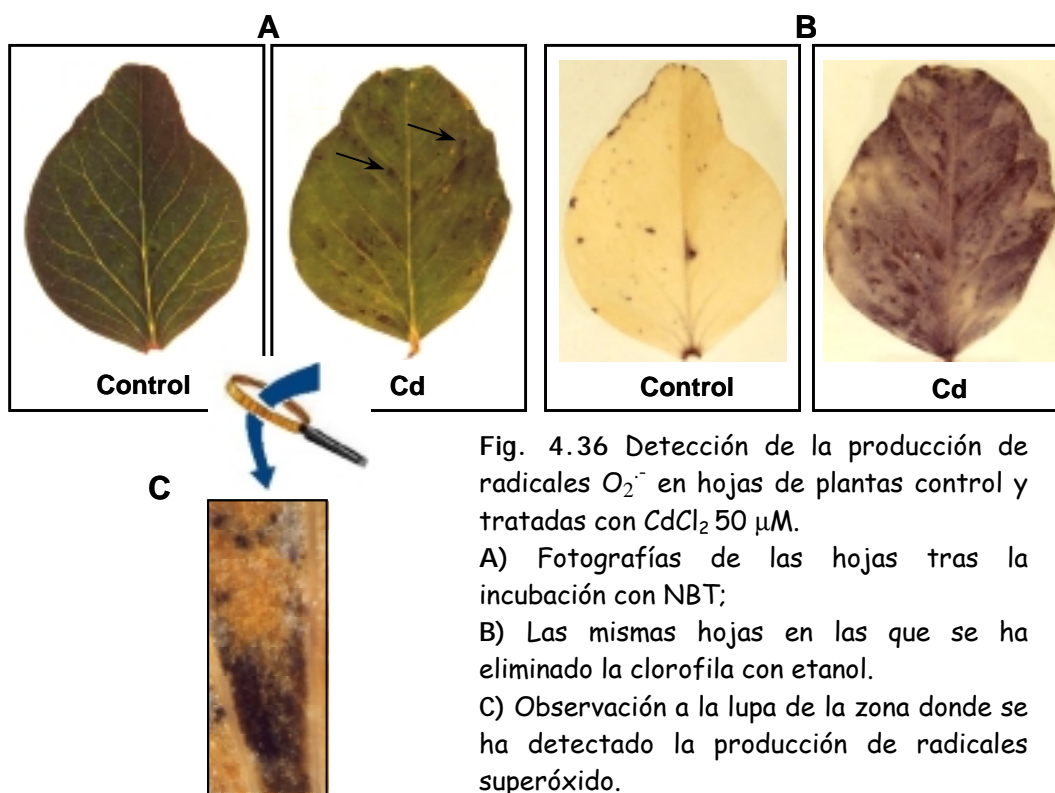 A
B
Control
Cd
Control
Cd
C
Fig. 4.36 Detección de la producción de
radicales O₂·⁻ en hojas de plantas control y
tratadas con CdCl₂ 50 μM.
A) Fotografías de las hojas tras la
incubación con NBT;
B) Las mismas hojas en las que se ha
eliminado la clorofila con etanol.
C) Observación a la lupa de la zona donde se
ha detectado la producción de radicales
superóxido.